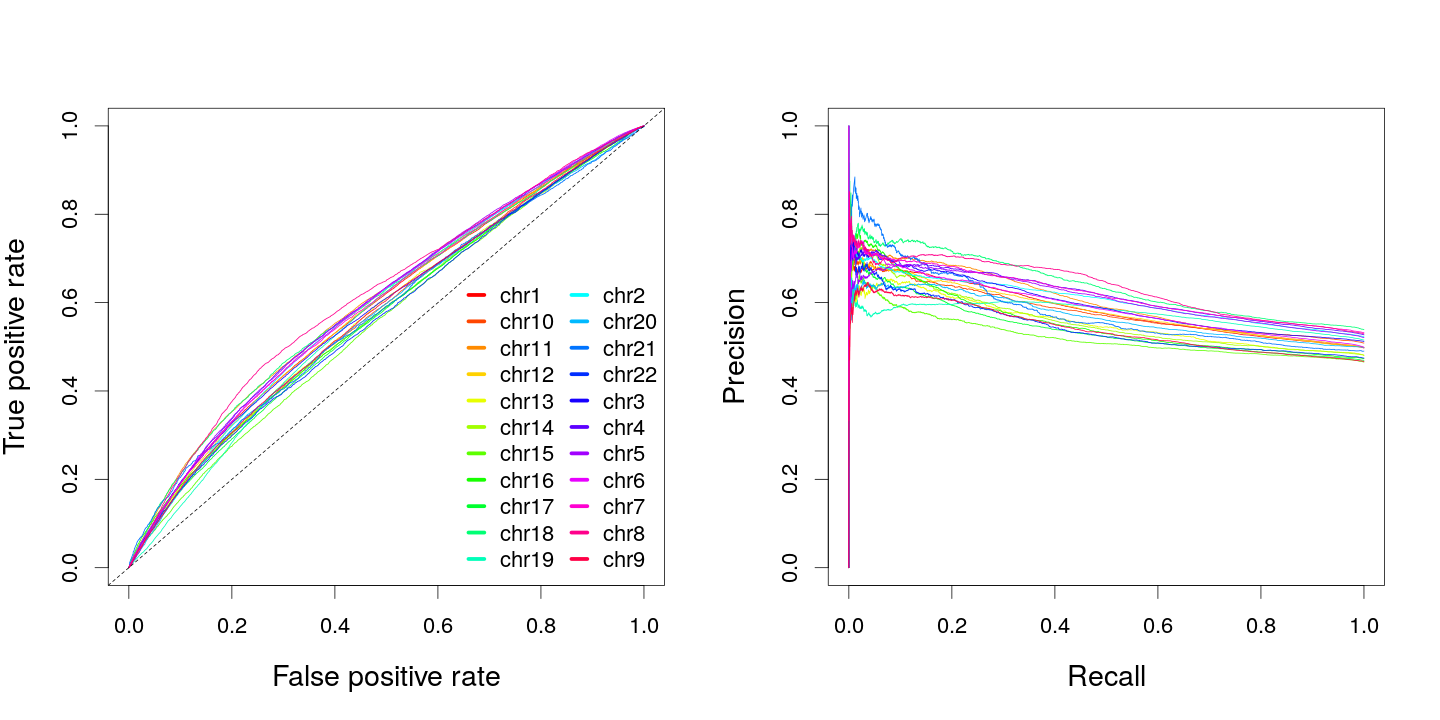 True positive rate
1.0
0.8
0.6
0.4
0.2
0.0
chr1 chr2
chr10 chr20
chr11 chr21
chr12 chr22
chr13 chr3
chr14 chr4
chr15 chr5
chr16 chr6
chr17 chr7
chr18 chr8
chr19 chr9
0.0 0.2 0.4 0.6 0.8 1.0
False positive rate
Precision
1.0
0.8
0.6
0.4
0.2
0.0
0.0 0.2 0.4 0.6 0.8 1.0
Recall